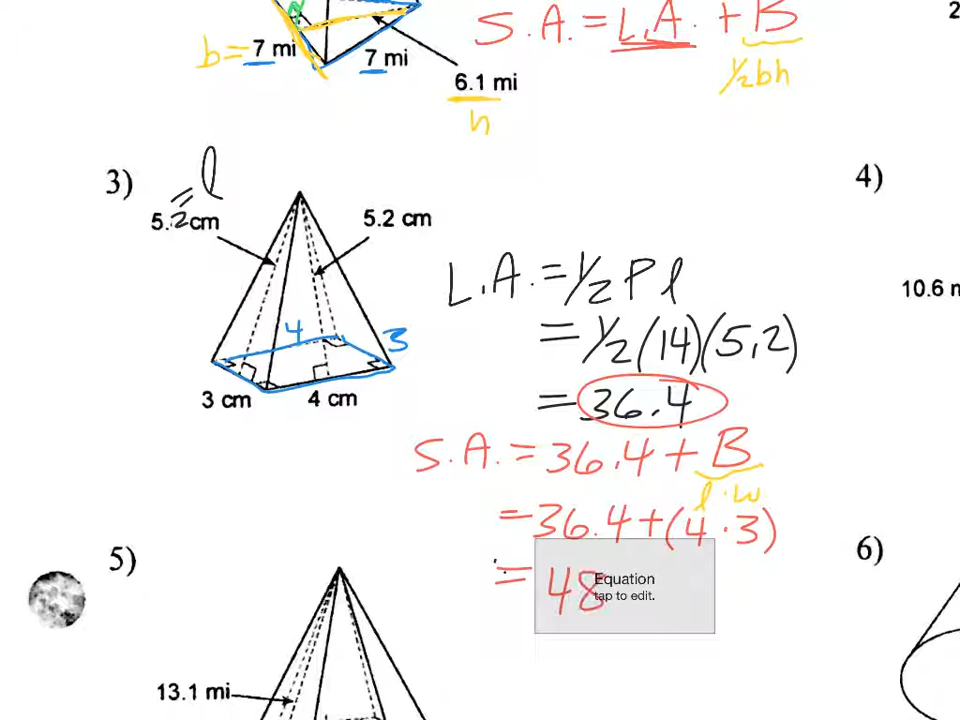 S.A. = L.A. + B
b = 7 mi
7 mi
6.1 mi
h
½bh
2
3)
= l
5.2 cm
5.2 cm
4
3
3 cm
4 cm
L.A. = ½ P l
= ½ (14)(5.2)
= 36.4
S.A. = 36.4 + B
l · w
= 36.4 + (4 · 3)
= 48
Equation
tap to edit.
4)
10.6 m
5)
13.1 mi
6)